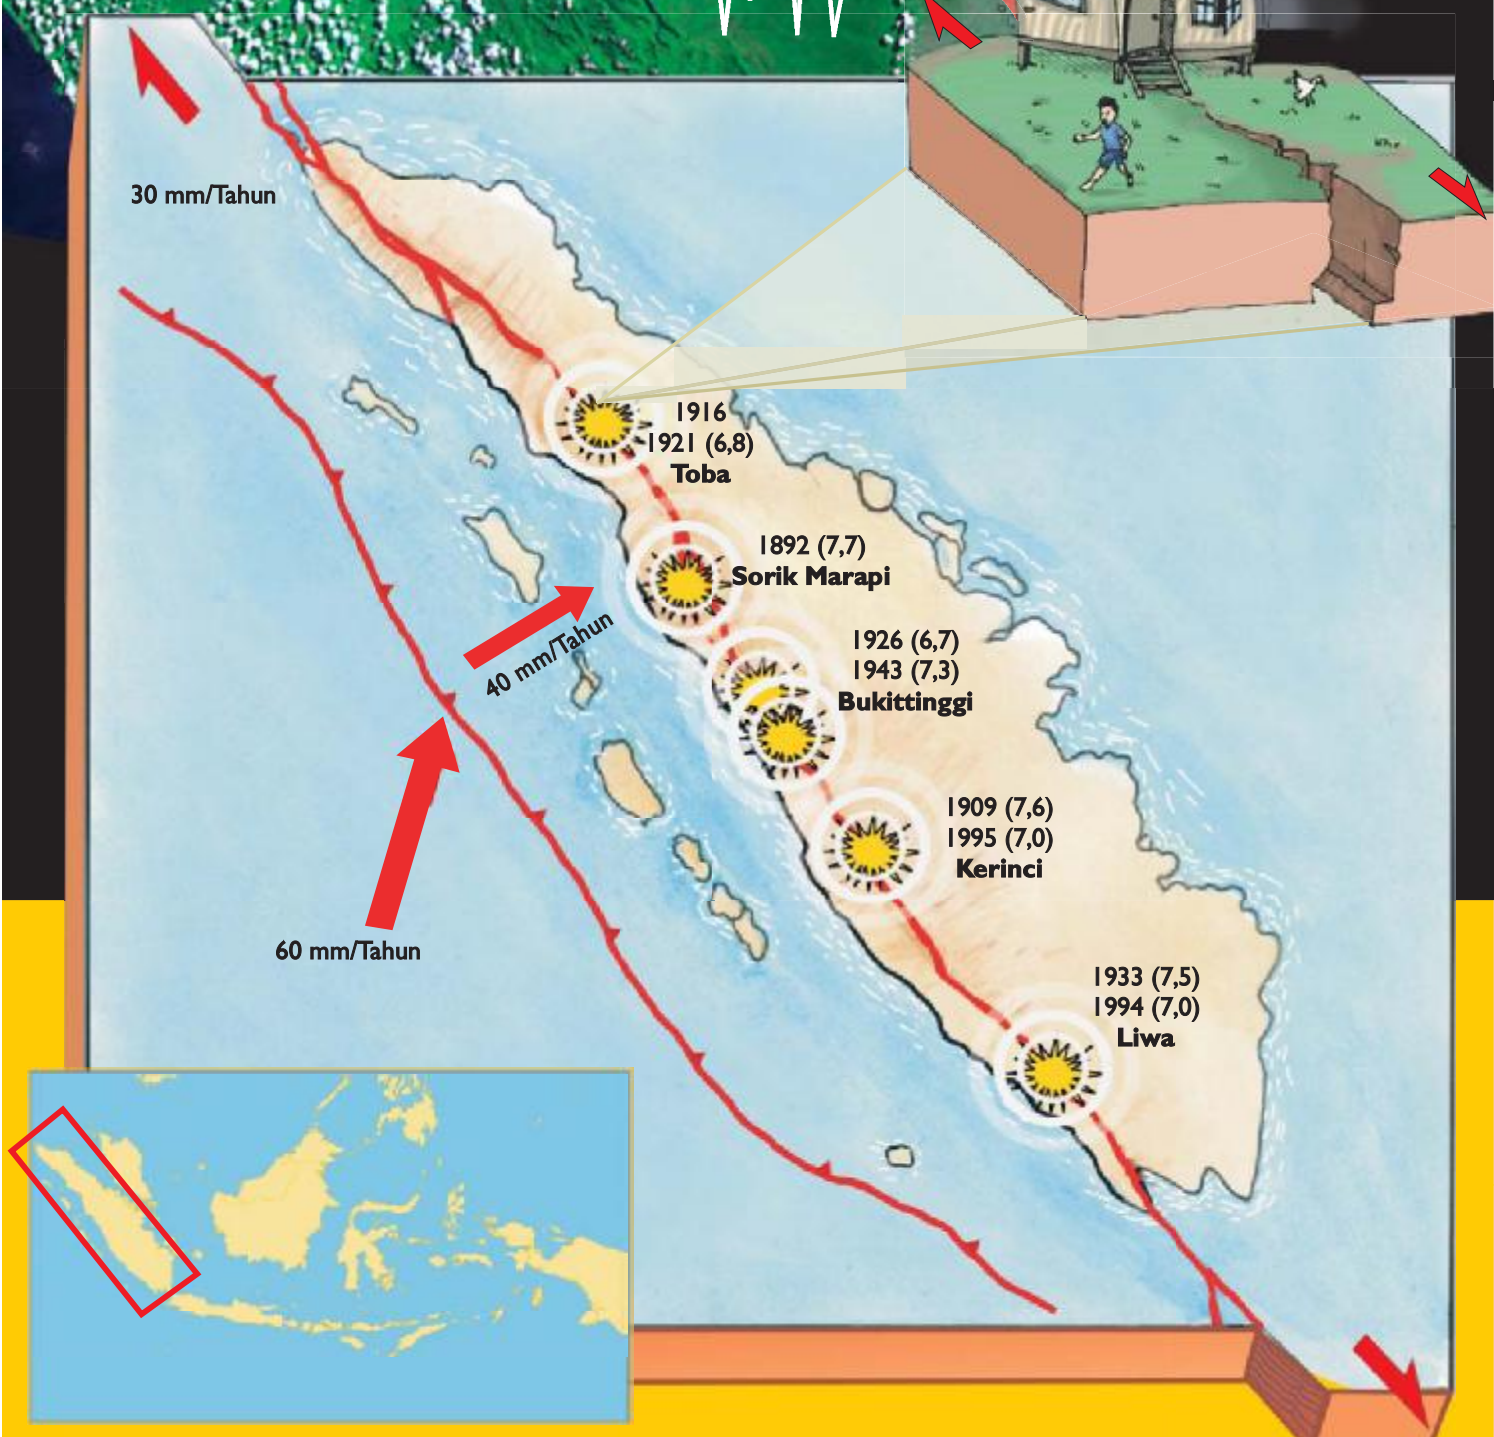 30 mm/Tahun
1916
1921 (6,8)
Toba
1892 (7,7)
Sorik Marapi
40 mm/Tahun
1926 (6,7)
1943 (7,3)
Bukittinggi
1909 (7,6)
1995 (7,0)
Kerinci
60 mm/Tahun
1933 (7,5)
1994 (7,0)
Liwa